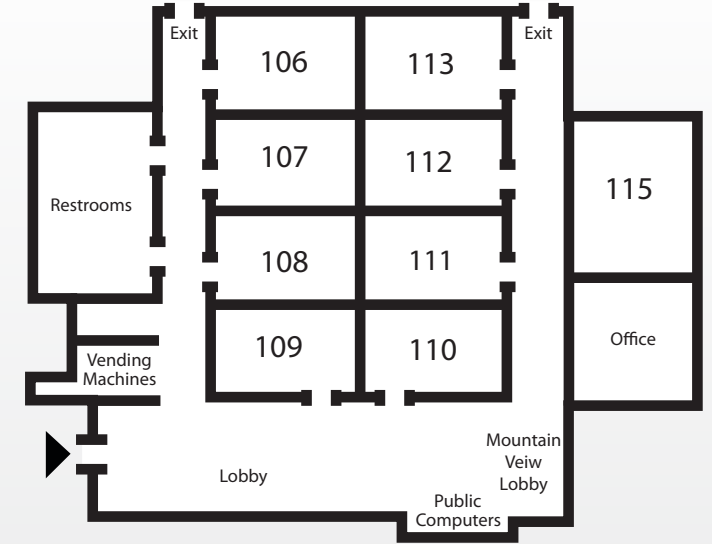 Exit
Exit
106
113
107
112
Restrooms
115
108
111
109
110
Office
Vending
Machines
Mountain
Veiw
Lobby
Lobby
Public
Computers